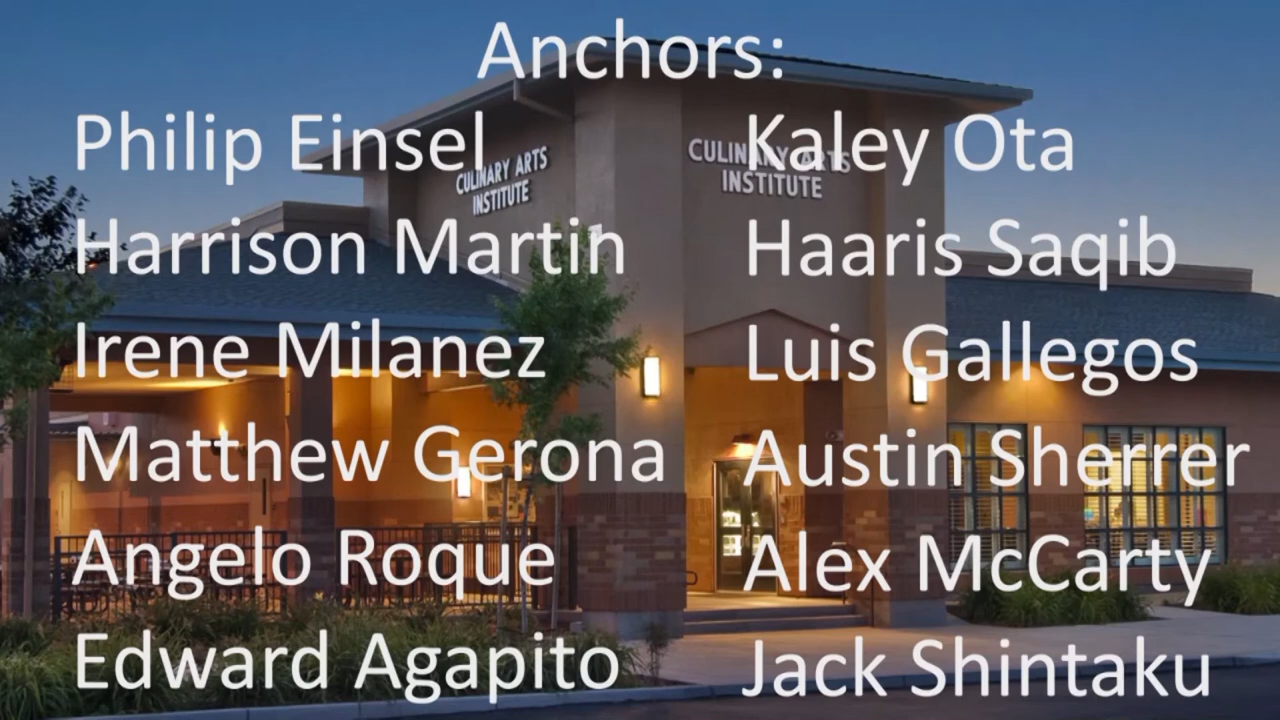 Anchors:
Philip Einsel
Harrison Martin
Irene Milanez
Matthew Gerona
Angelo Roque
Edward Agapito
Kaley Ota
Haaris Saqib
Luis Gallegos
Austin Sherrer
Alex McCarty
Jack Shintaku
CULINARY ARTS
INSTITUTE
CULINARY ARTS
INSTITUTE